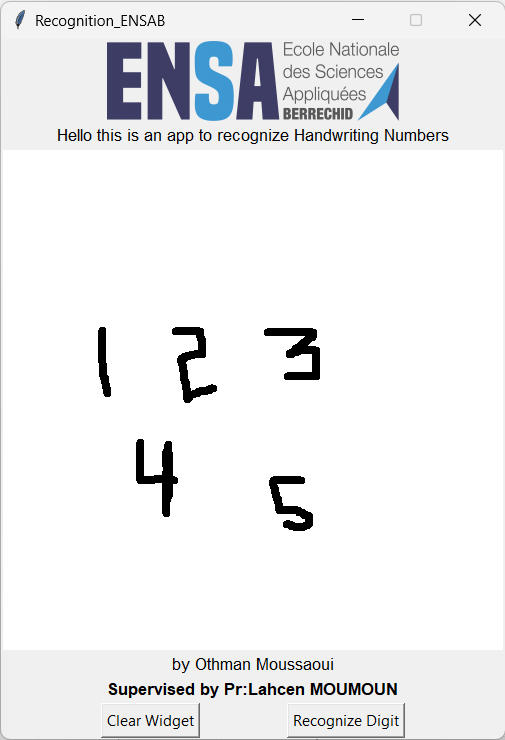 Recognition_ENSAB
ENSA
Ecole Nationale
des Sciences
Appliquées
BERRECHID
Hello this is an app to recognize Handwriting Numbers
1 2 3
4 5
by Othman Moussaoui
Supervised by Pr:Lahcen MOUMOUN
Clear Widget Recognize Digit